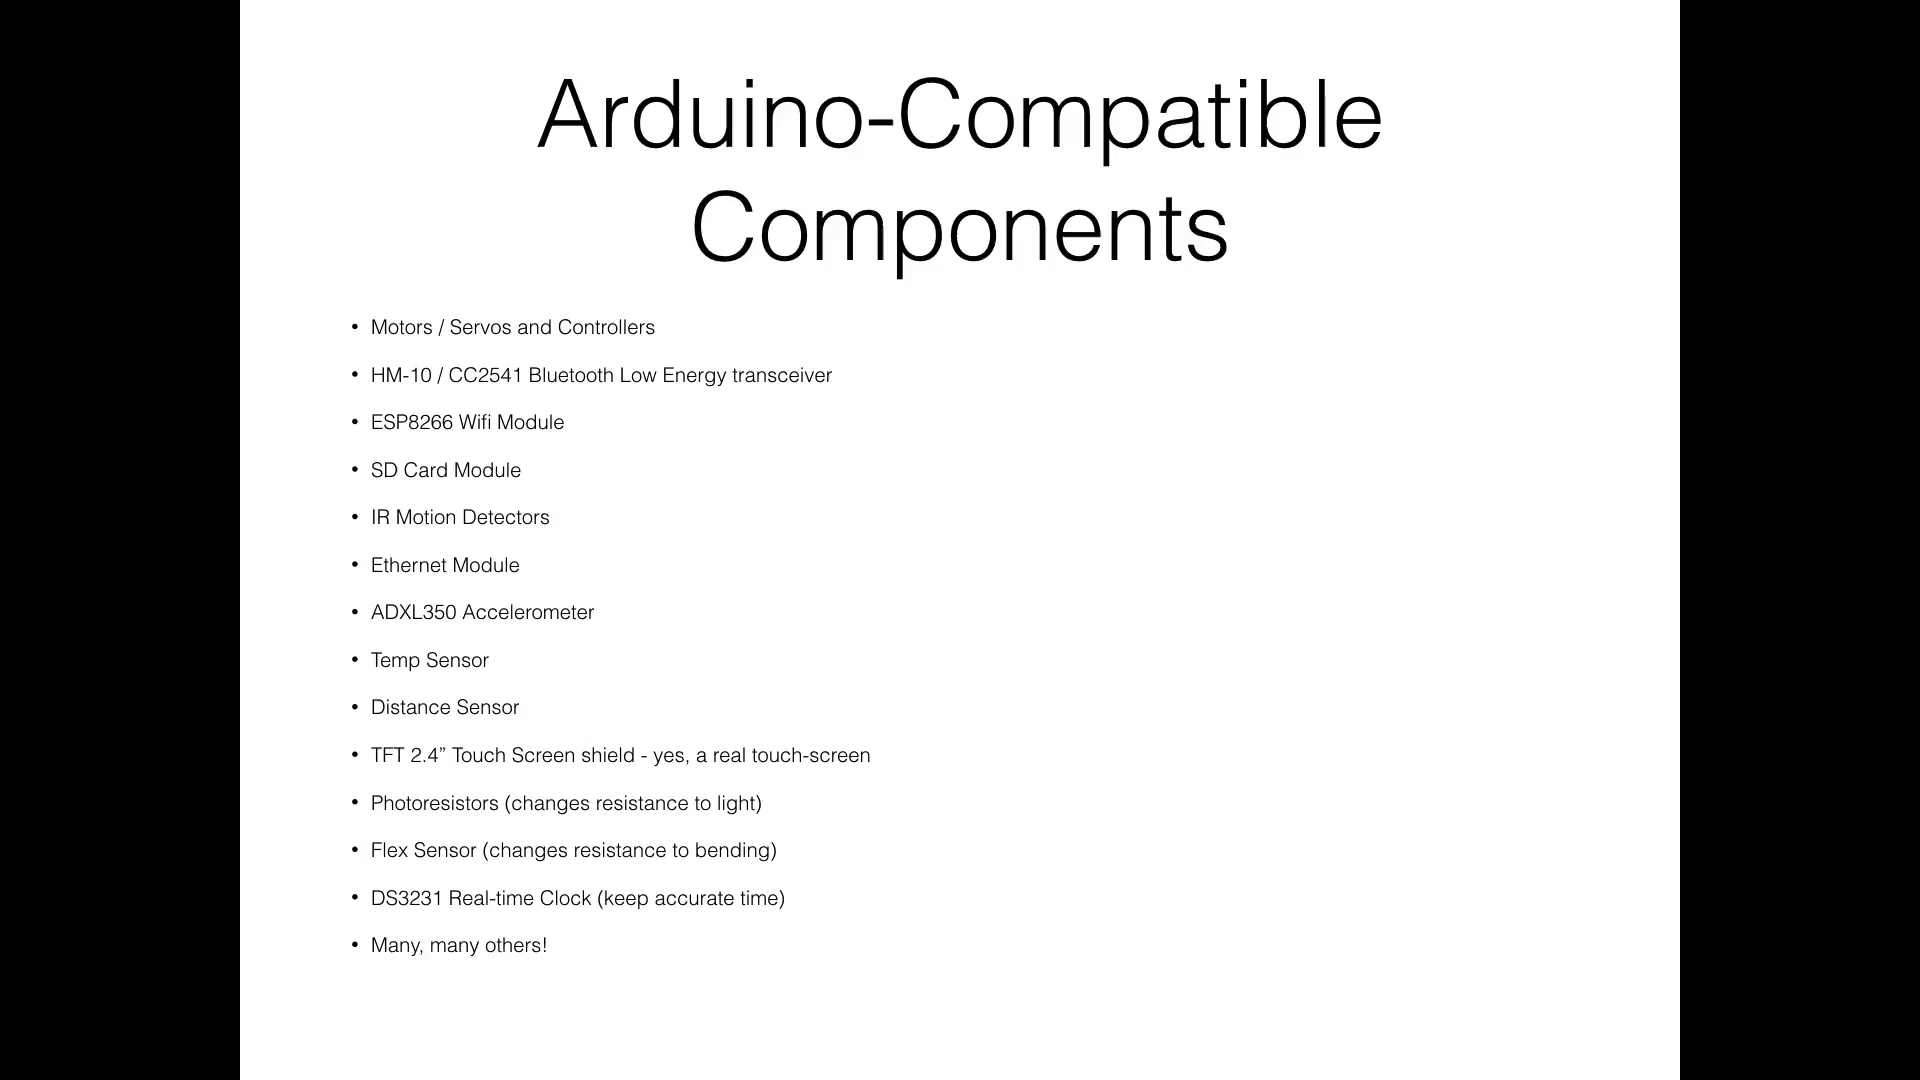 Arduino-Compatible
Components
• Motors / Servos and Controllers
• HM-10 / CC2541 Bluetooth Low Energy transceiver
• ESP8266 Wifi Module
• SD Card Module
• IR Motion Detectors
• Ethernet Module
• ADXL350 Accelerometer
• Temp Sensor
• Distance Sensor
• TFT 2.4” Touch Screen shield - yes, a real touch-screen
• Photoresistors (changes resistance to light)
• Flex Sensor (changes resistance to bending)
• DS3231 Real-time Clock (keep accurate time)
• Many, many others!